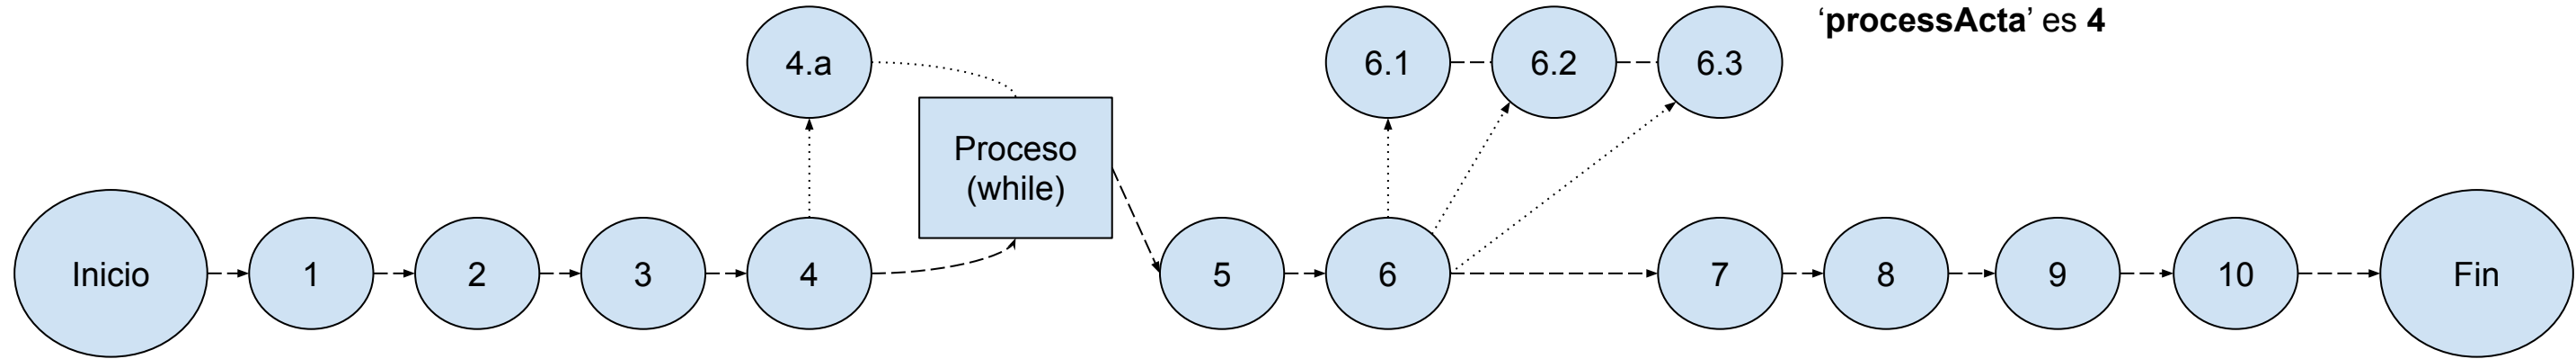 ‘processActa’ es 4
4.a
6.1
6.2
6.3
Proceso
(while)
Inicio
1
2
3
4
5
6
7
8
9
10
Fin